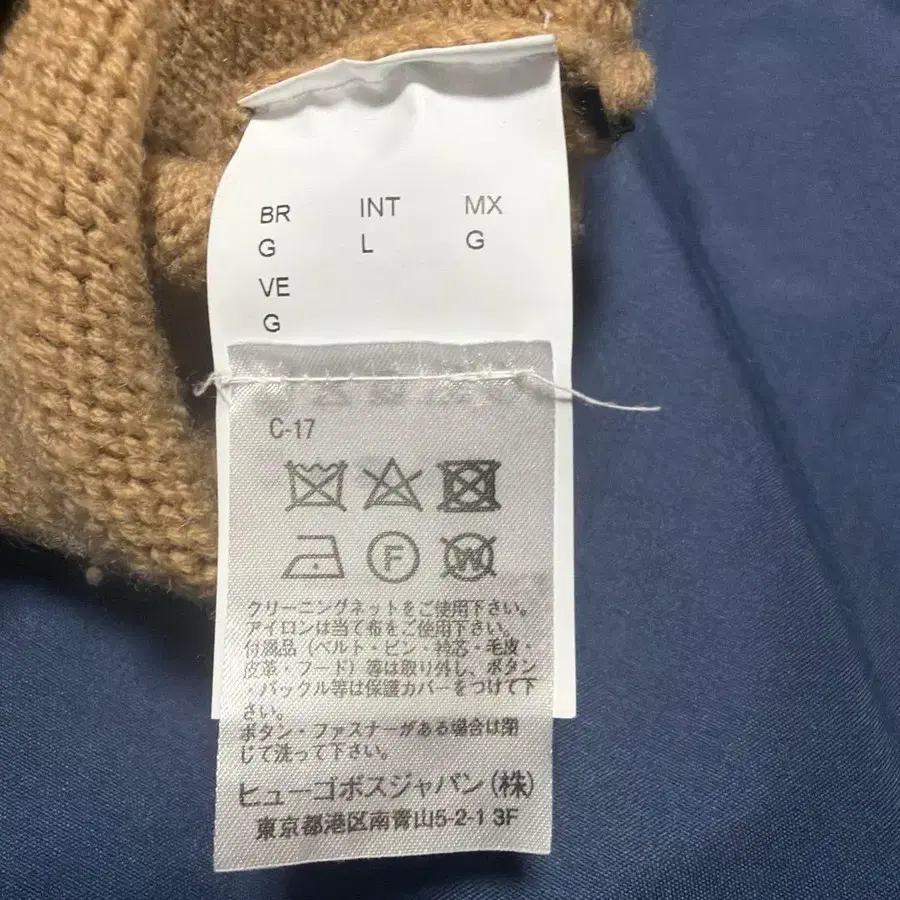 BR INT MX
G L G
VE
G
C-17
F W
クリーニングネットをご使用下さい。
アイロンは当て布をご使用下さい。
付属品（ベルト・ピン・衿芯・毛皮・
皮革・フード）等は取り外し、ボタン
・バックル等は保護カバーをつけて下
さい。
ボタン・ファスナーがある場合は閉
じて洗って下さい。
ヒューゴボスジャパン(株)
東京都港区南青山5-2-1 3F